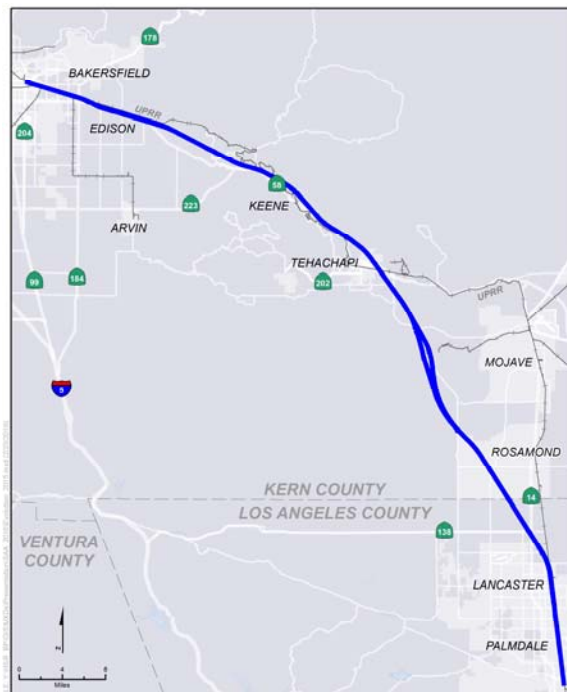 178
BAKERSFIELD
UPRR
EDISON
204
58
KEENE
223
ARVIN
TEHACHAPI
202
99
184
UPRR
MOJAVE
5
ROSAMOND
14
KERN COUNTY
LOS ANGELES COUNTY
138
VENTURA
COUNTY
LANCASTER
PALMDALE
N
0 4 8
Miles